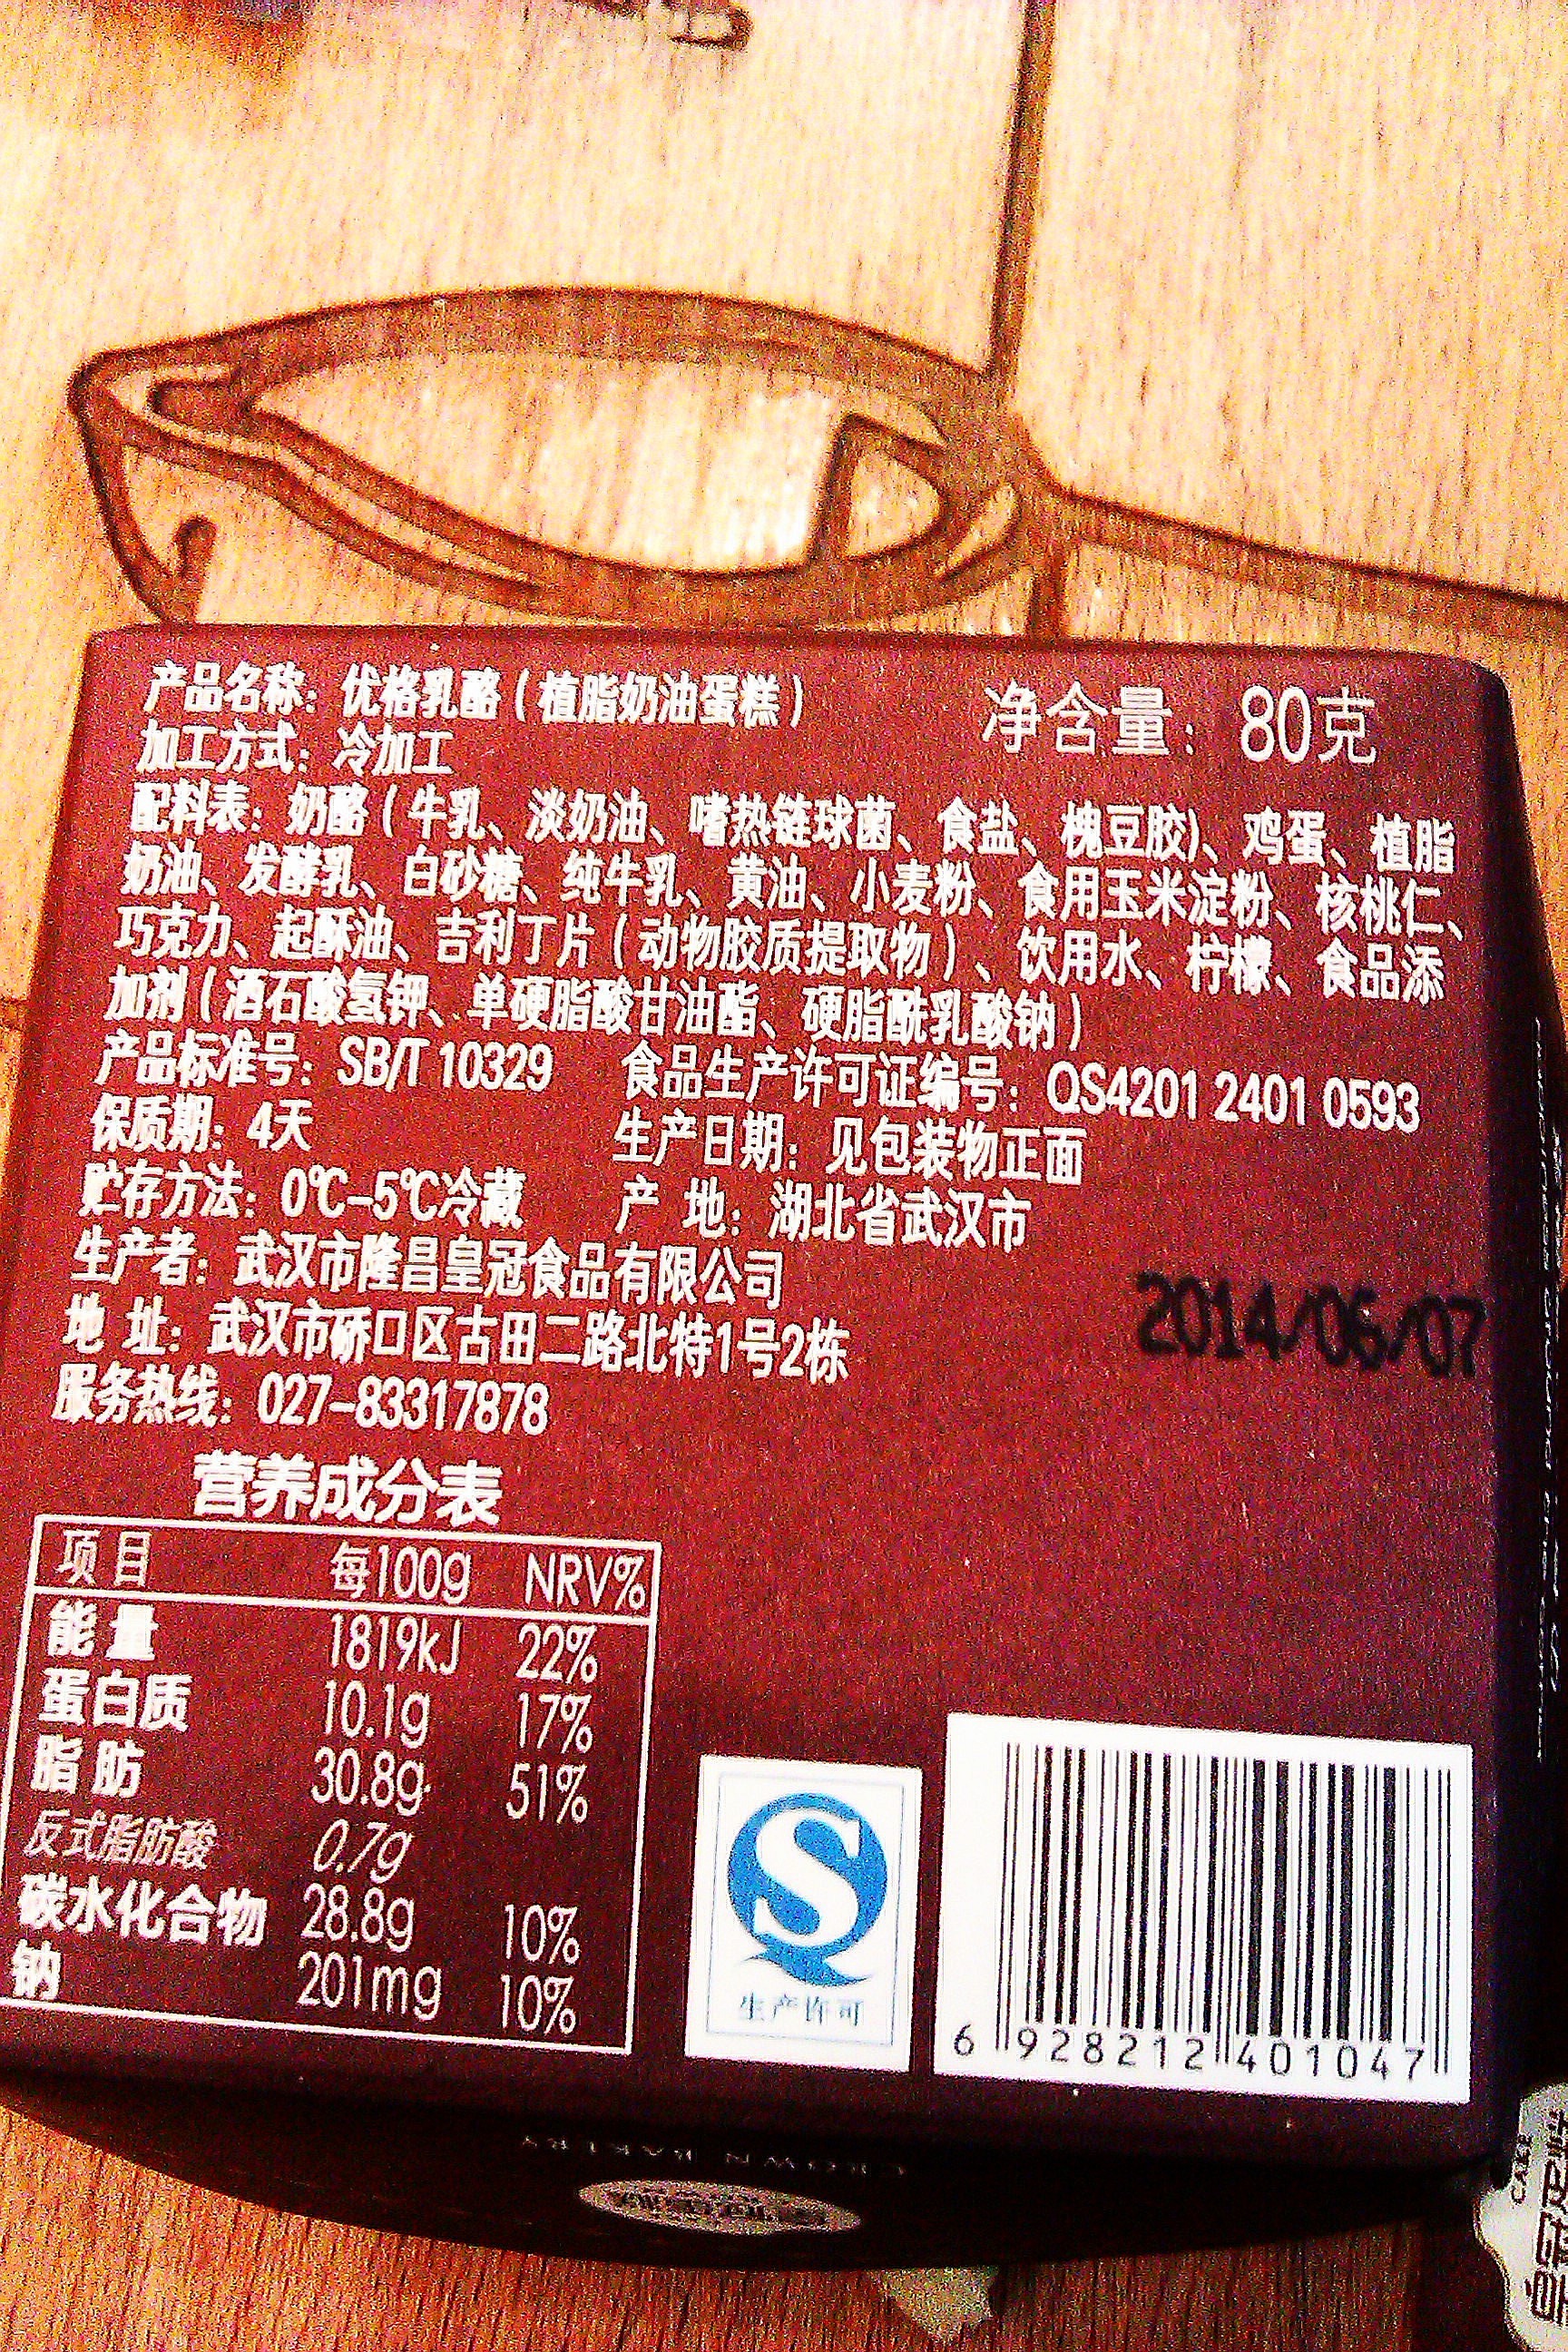 产品名称：优格乳酪（植脂奶油蛋糕） 净含量：80克
加工方式：冷加工
配料表：奶酪（牛乳、淡奶油、嗜热链球菌、食盐、槐豆胶)、鸡蛋、植脂
奶油、发酵乳、白砂糖、纯牛乳、黄油、小麦粉、食用玉米淀粉、核桃仁、
巧克力、起酥油、吉利丁片（动物胶质提取物）、饮用水、柠檬、食品添
加剂（酒石酸氢钾、单硬脂酸甘油酯、硬脂酰乳酸钠）
产品标准号：SB/T 10329 食品生产许可证编号：QS4201 2401 0593
保质期：4天 生产日期：见包装物正面
贮存方法：0℃-5℃冷藏 产 地：湖北省武汉市
生产者：武汉市隆昌皇冠食品有限公司
地 址：武汉市硚口区古田二路北特1号2栋
2014/06/07
服务热线：027-83317878
营养成分表
项目 每100g NRV%
能量 1819kJ 22%
蛋白质 10.1g 17%
脂肪 30.8g 51%
反式脂肪酸 0.7g
碳水化合物 28.8g 10%
钠 201mg 10%
生产许可
6 928212 401047
CROWN BAKERY
CAKE